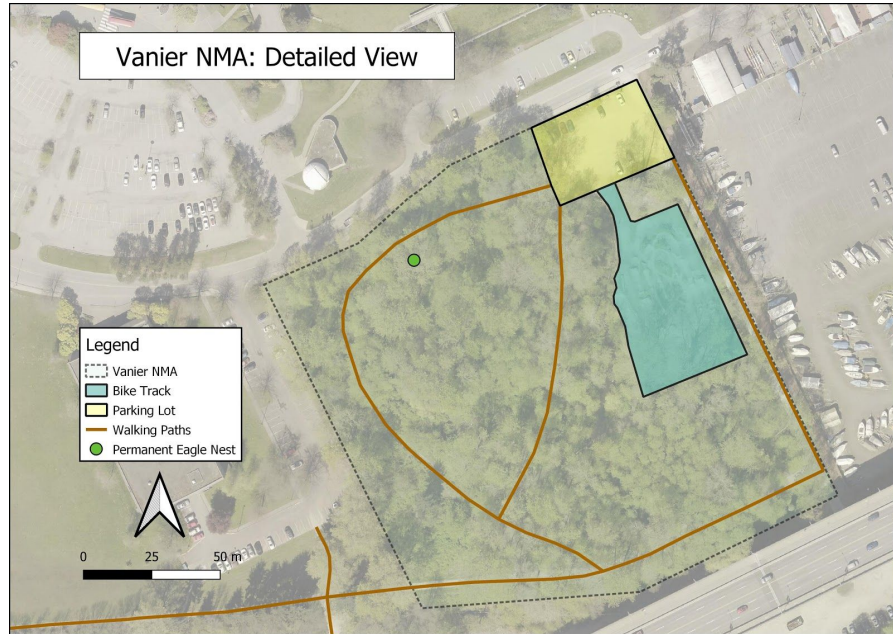 Vanier NMA: Detailed View
Legend
Vanier NMA
Bike Track
Parking Lot
Walking Paths
Permanent Eagle Nest
0 25 50 m